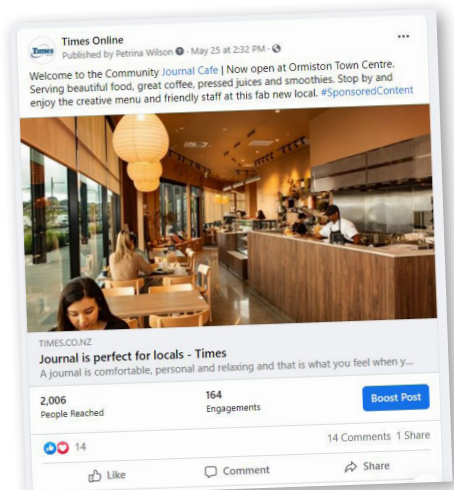 Times
Times Online
Published by Petrina Wilson · May 25 at 2:32 PM ·
Welcome to the Community Journal Cafe | Now open at Ormiston Town Centre.
Serving beautiful food, great coffee, pressed juices and smoothies. Stop by and
enjoy the creative menu and friendly staff at this fab new local. #SponsoredContent
TIMES.CO.NZ
Journal is perfect for locals - Times
A journal is comfortable, personal and relaxing and that is what you feel when y...
2,006
People Reached
164
Engagements
Boost Post
14
14 Comments 1 Share
Like
Comment
Share